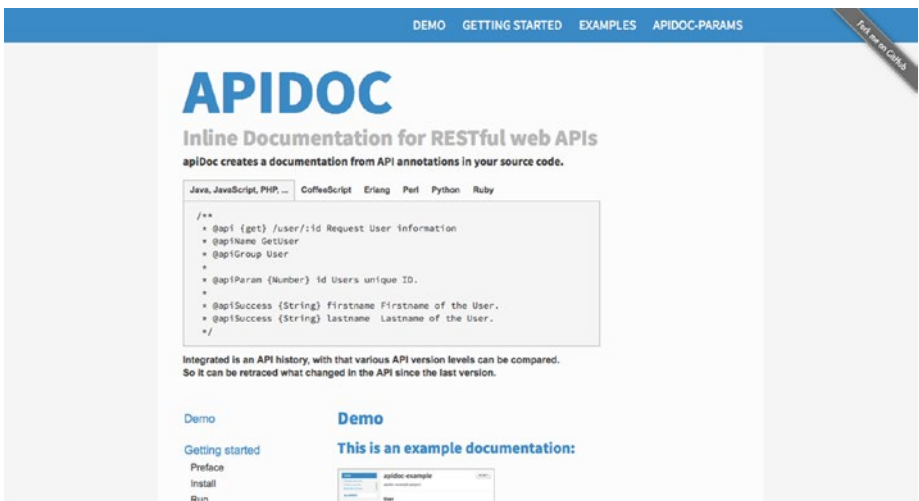 DEMO GETTING STARTED EXAMPLES APIDOC-PARAMS
Fork me on GitHub
APIDOC
Inline Documentation for RESTful web APIs
apiDoc creates a documentation from API annotations in your source code.
Java, JavaScript, PHP, ... CoffeeScript Erlang Perl Python Ruby
/**
* @api {get} /user/:id Request User information
* @apiName GetUser
* @apiGroup User
*
* @apiParam {Number} id Users unique ID.
*
* @apiSuccess {String} firstname Firstname of the User.
* @apiSuccess {String} lastname  Lastname of the User.
*/
Integrated is an API history, with that various API version levels can be compared.
So it can be retraced what changed in the API since the last version.
Demo
Getting started
Preface
Install
Run
Demo
This is an example documentation:
apidoc-example
User